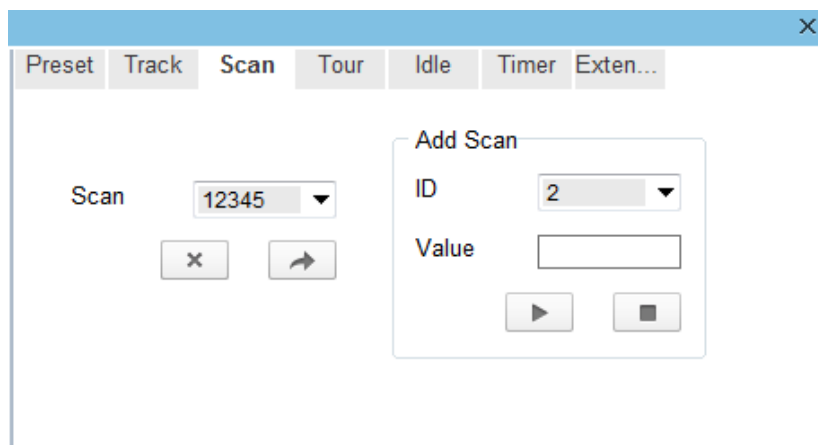 Preset Track Scan Tour Idle Timer Exten...
Add Scan
Scan 12345
ID 2
Value